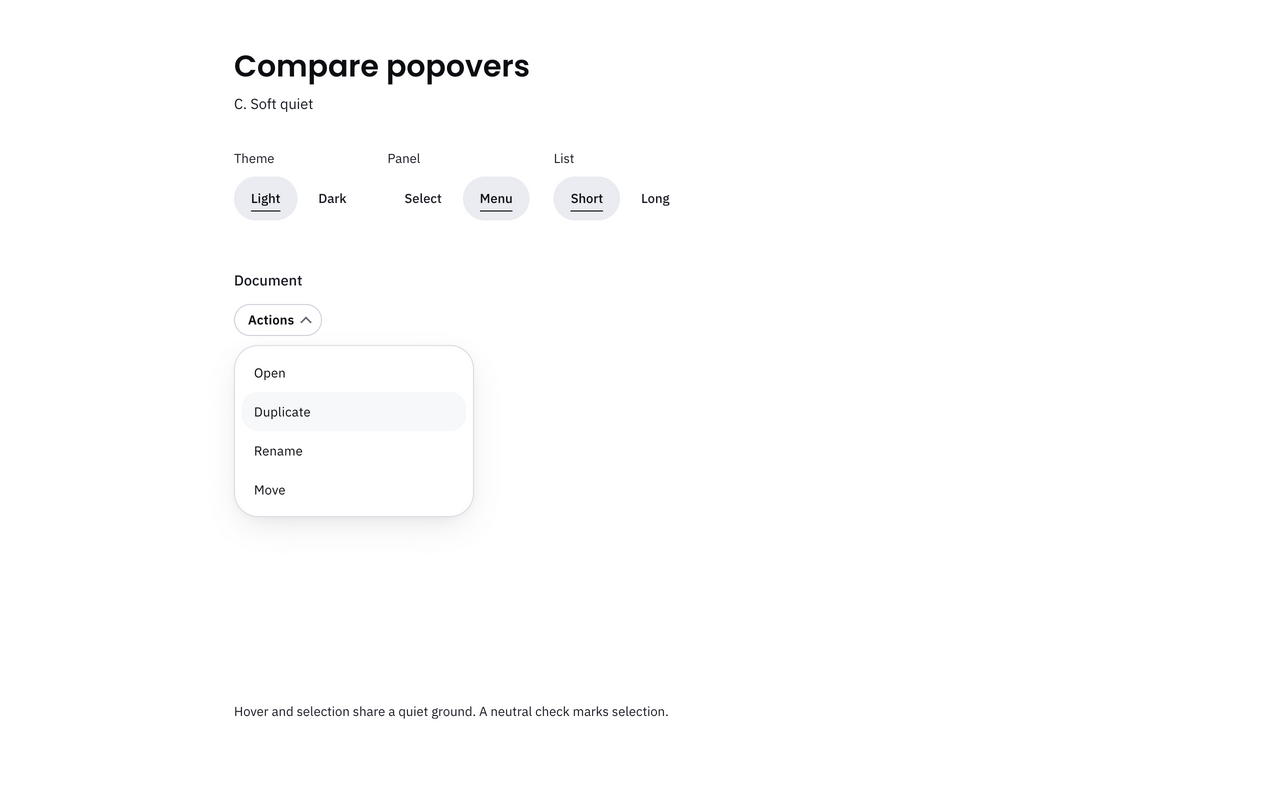 Compare popovers
C. Soft quiet
Theme Panel List
Light Dark Select Menu Short Long
Document
Actions
Open
Duplicate
Rename
Move
Hover and selection share a quiet ground. A neutral check marks selection.